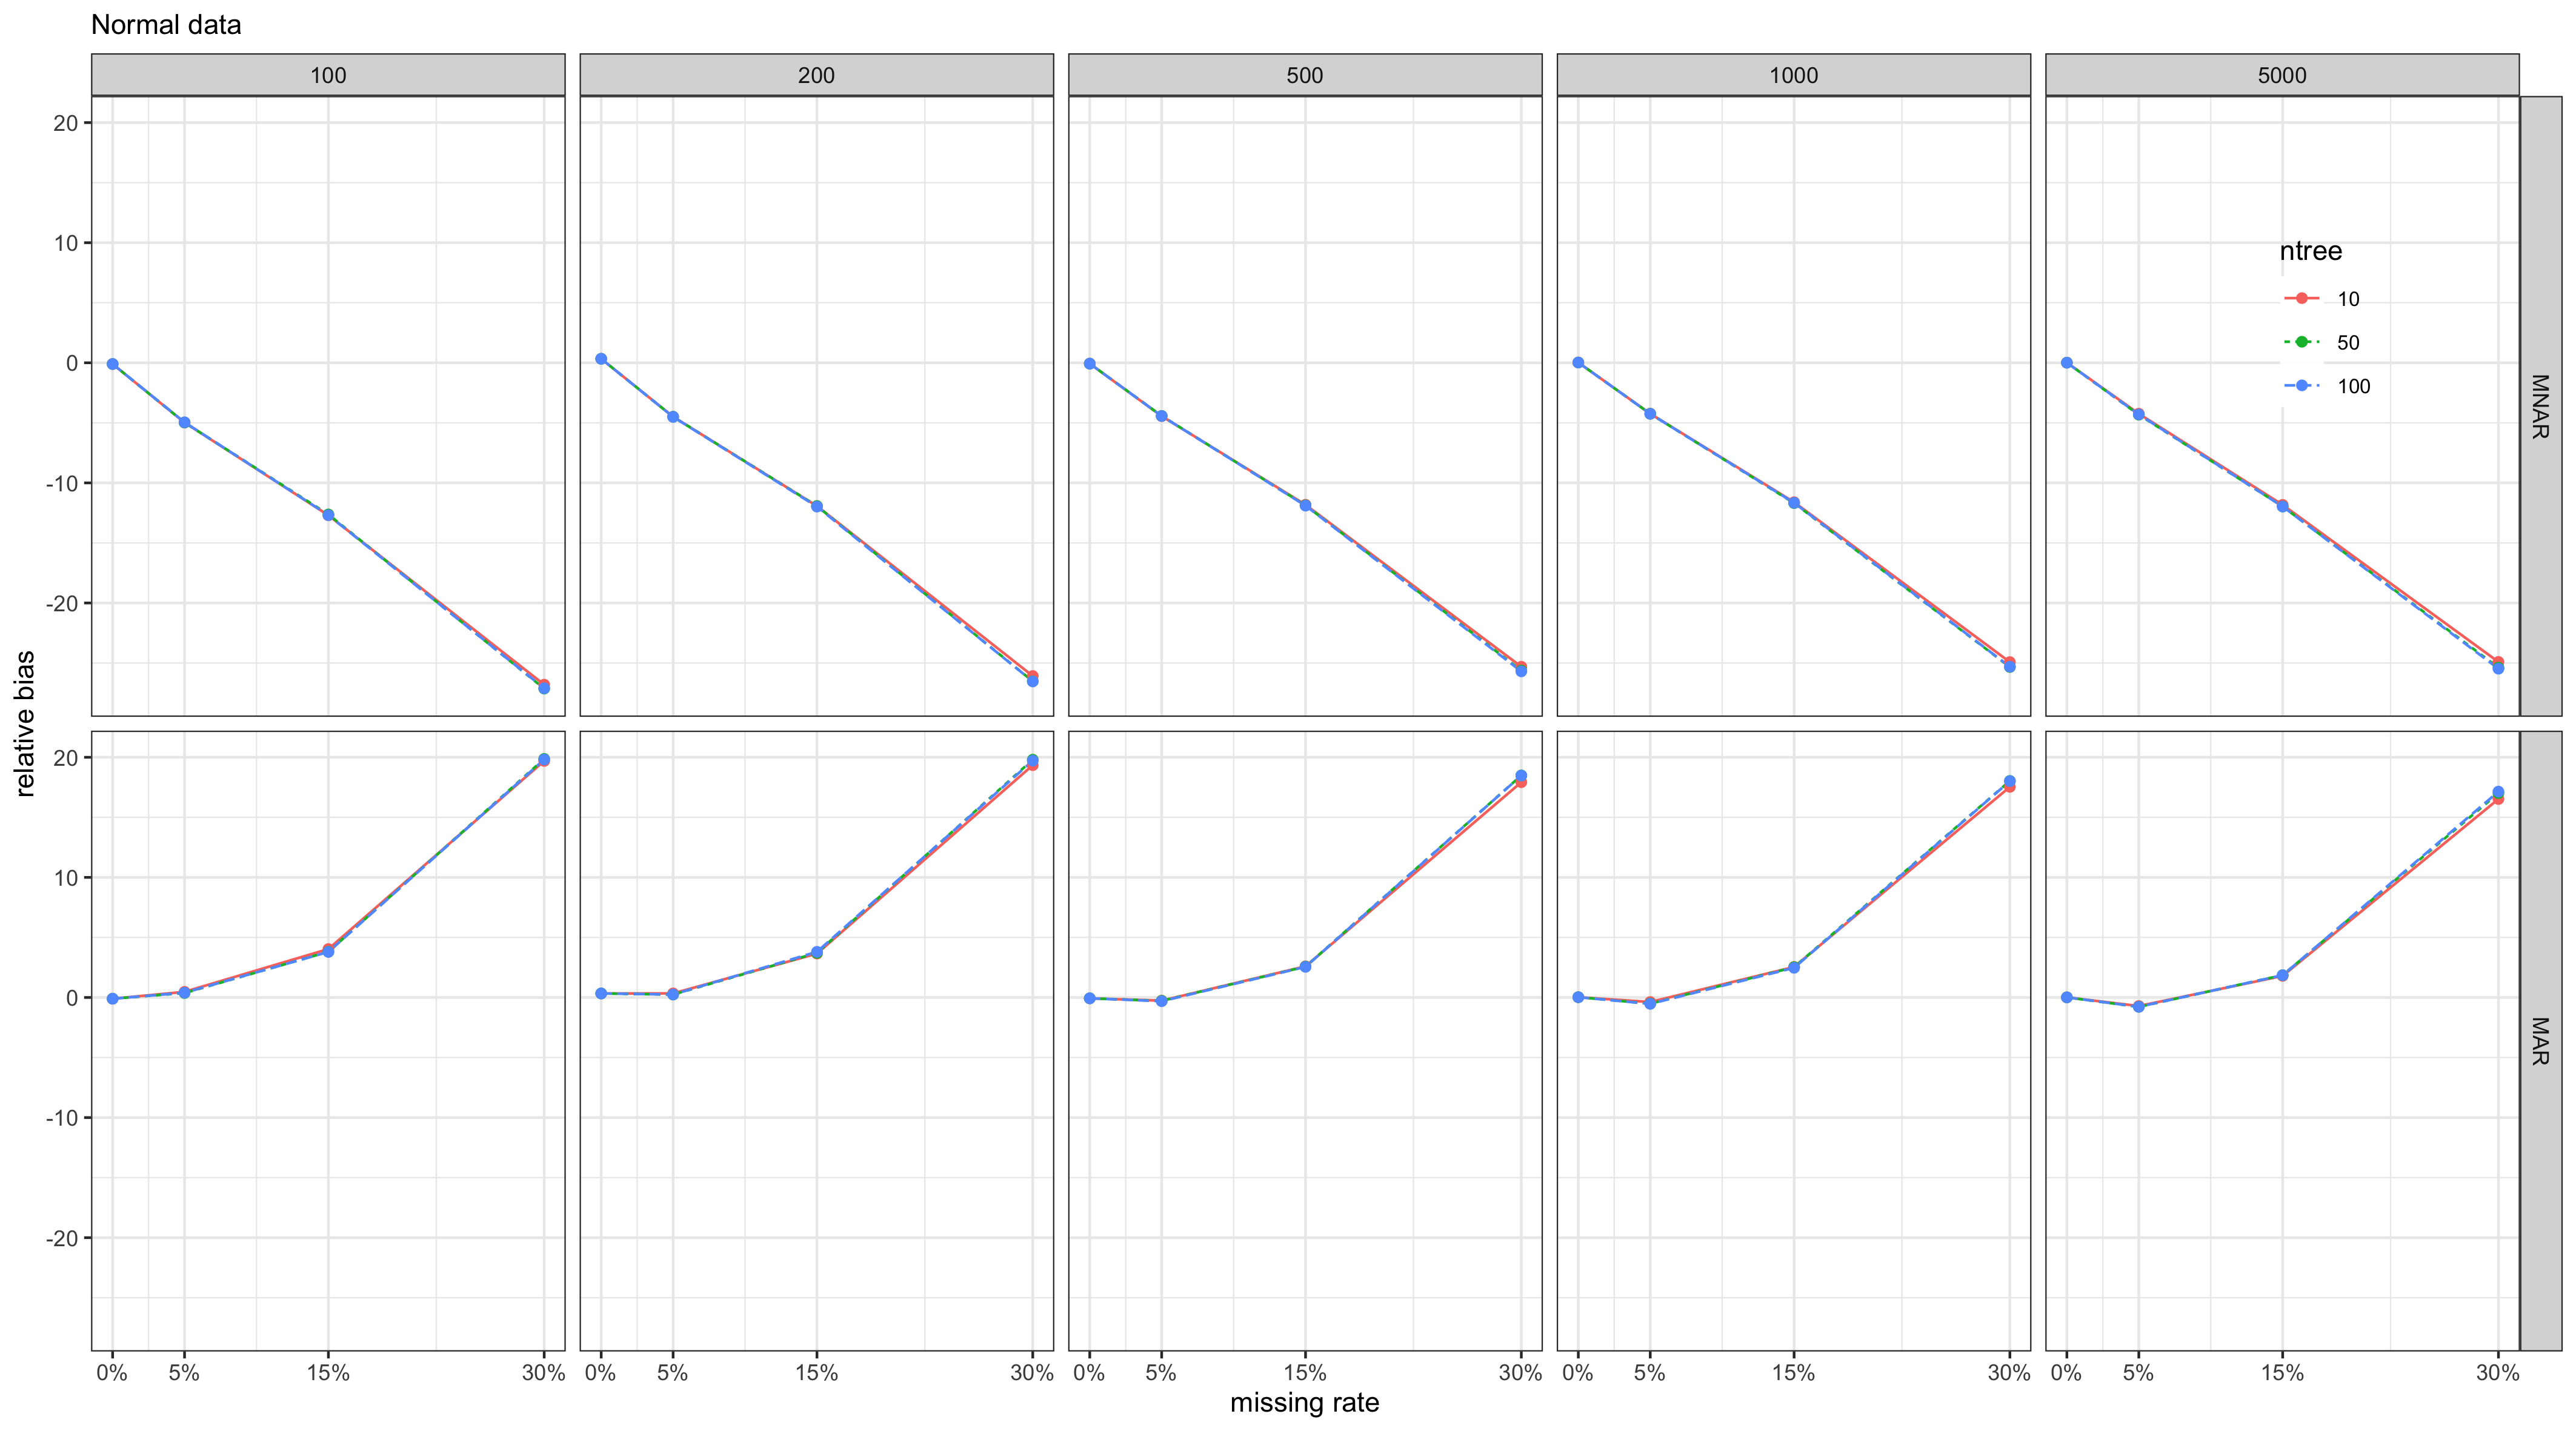 Normal data
100 200 500 1000 5000
20
10
0
-10
-20
MNAR
ntree
10
50
100
relative bias
20
10
0
-10
-20
MAR
0% 5% 15% 30% 0% 5% 15% 30% 0% 5% 15% 30% 0% 5% 15% 30% 0% 5% 15% 30%
missing rate